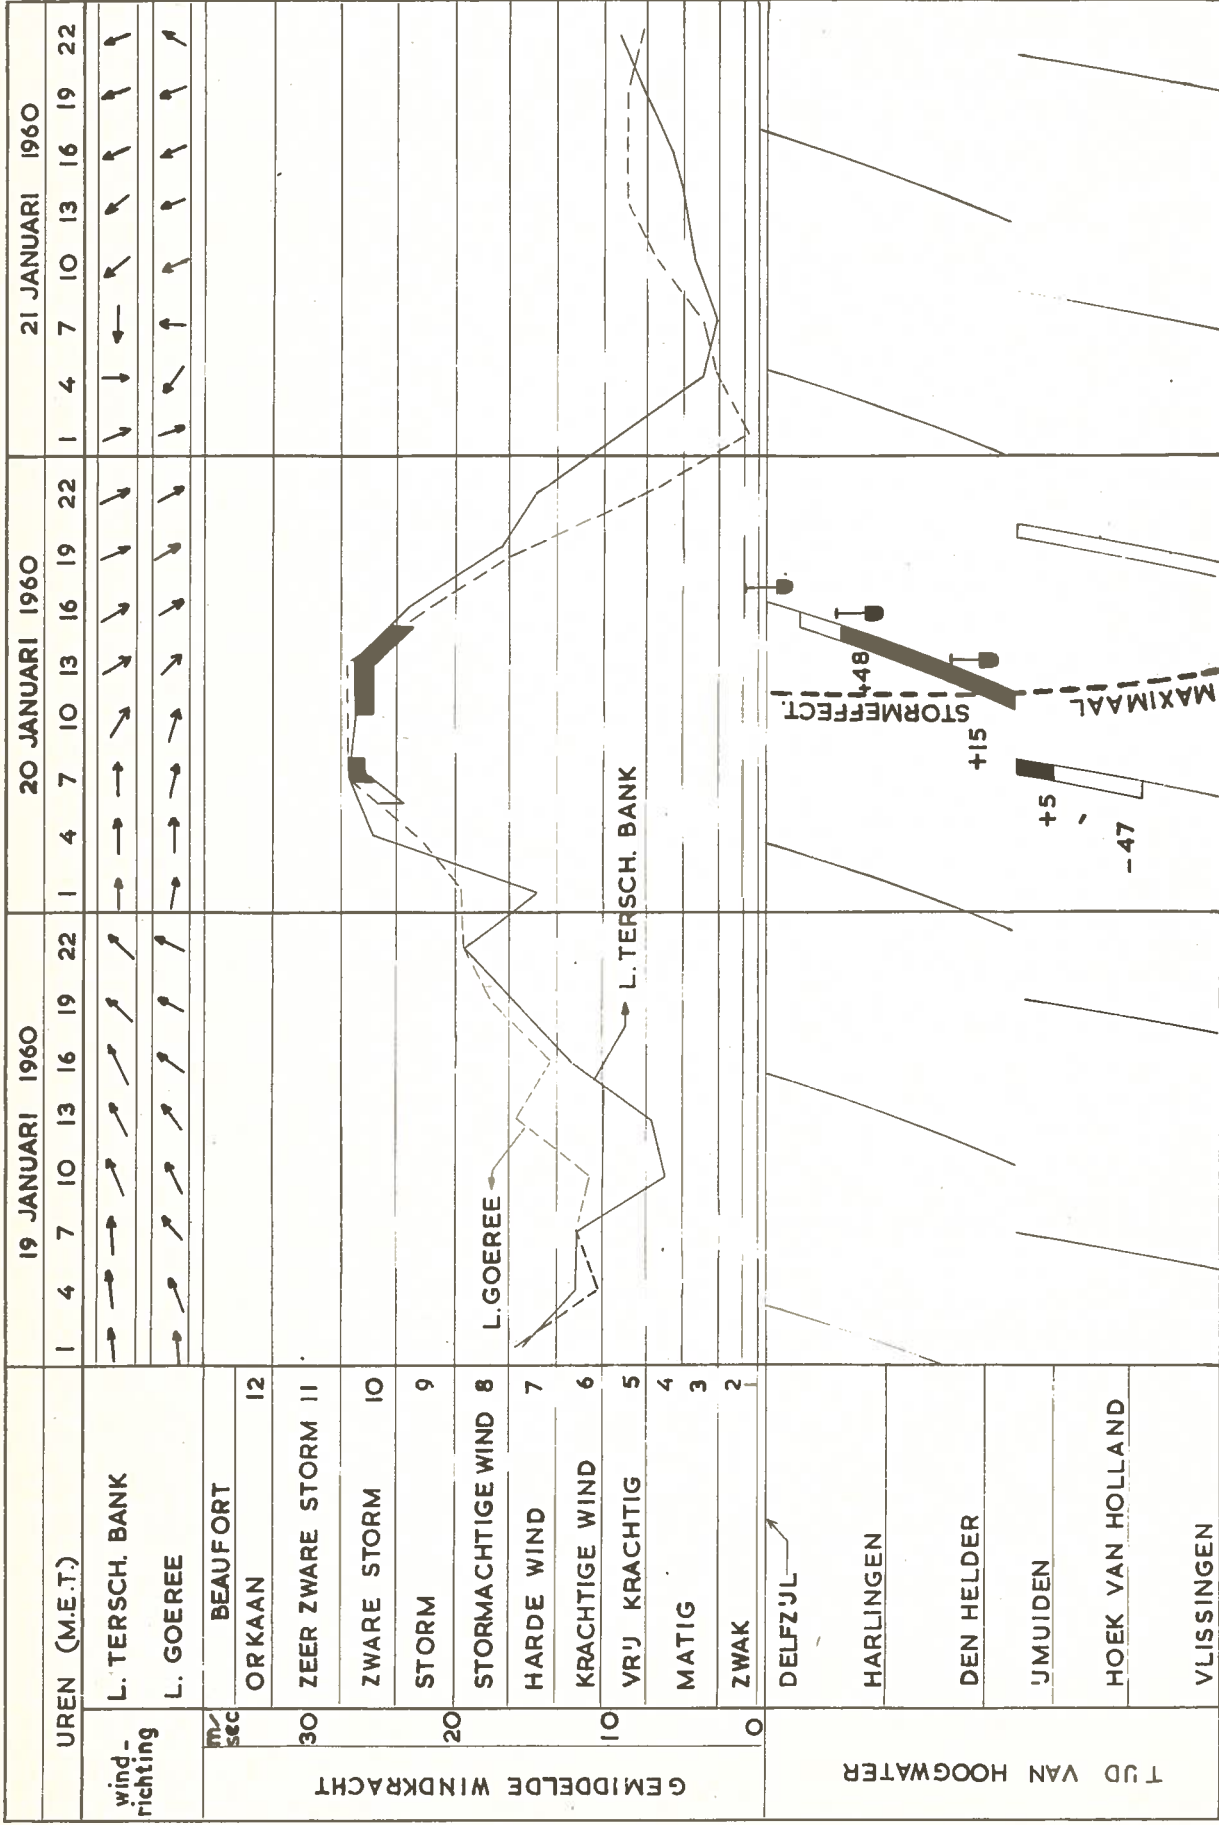 19 JANUARI 1960
20 JANUARI 1960
21 JANUARI 1960
UREN (M.E.T.)
1 4 7 10 13 16 19 22
1 4 7 10 13 16 19 22
1 4 7 10 13 16 19 22
wind-
richting
L. TERSCH. BANK
L. GOEREE
m/
sec
BEAUFORT
GEMIDDELDE WINDKRACHT
30
20
10
0
ORKAAN 12
ZEER ZWARE STORM 11
ZWARE STORM 10
STORM 9
STORMACHTIGE WIND 8
HARDE WIND 7
KRACHTIGE WIND 6
VRIJ KRACHTIG 5
4
MATIG 3
ZWAK 2
1
L. GOEREE
L. TERSCH. BANK
TIJD VAN HOOGWATER
DELFZIJL
HARLINGEN
DEN HELDER
IJMUIDEN
HOEK VAN HOLLAND
VLISSINGEN
+48
STORMEFFECT
MAXIMAAL
+15
+5
-47